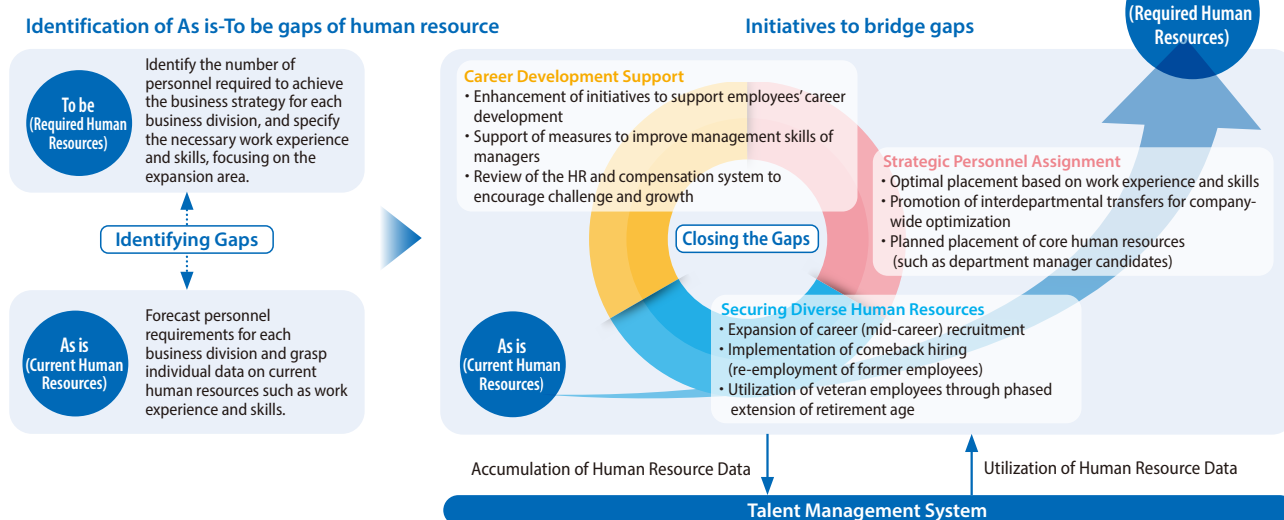 Identification of As is-To be gaps of human resource
To be
(Required Human
Resources)
Identify the number of
personnel required to achieve
the business strategy for each
business division, and specify
the necessary work experience
and skills, focusing on the
expansion area.
Identifying Gaps
As is
(Current Human
Resources)
Forecast personnel
requirements for each
business division and grasp
individual data on current
human resources such as work
experience and skills.
Initiatives to bridge gaps
(Required Human
Resources)
Career Development Support
・Enhancement of initiatives to support employees’ career
development
・Support of measures to improve management skills of
managers
・Review of the HR and compensation system to
encourage challenge and growth
Strategic Personnel Assignment
・Optimal placement based on work experience and skills
・Promotion of interdepartmental transfers for company-
wide optimization
・Planned placement of core human resources
(such as department manager candidates)
Closing the Gaps
Securing Diverse Human Resources
・Expansion of career (mid-career) recruitment
・Implementation of comeback hiring
(re-employment of former employees)
・Utilization of veteran employees through phased
extension of retirement age
As is
(Current Human
Resources)
Accumulation of Human Resource Data
Utilization of Human Resource Data
Talent Management System